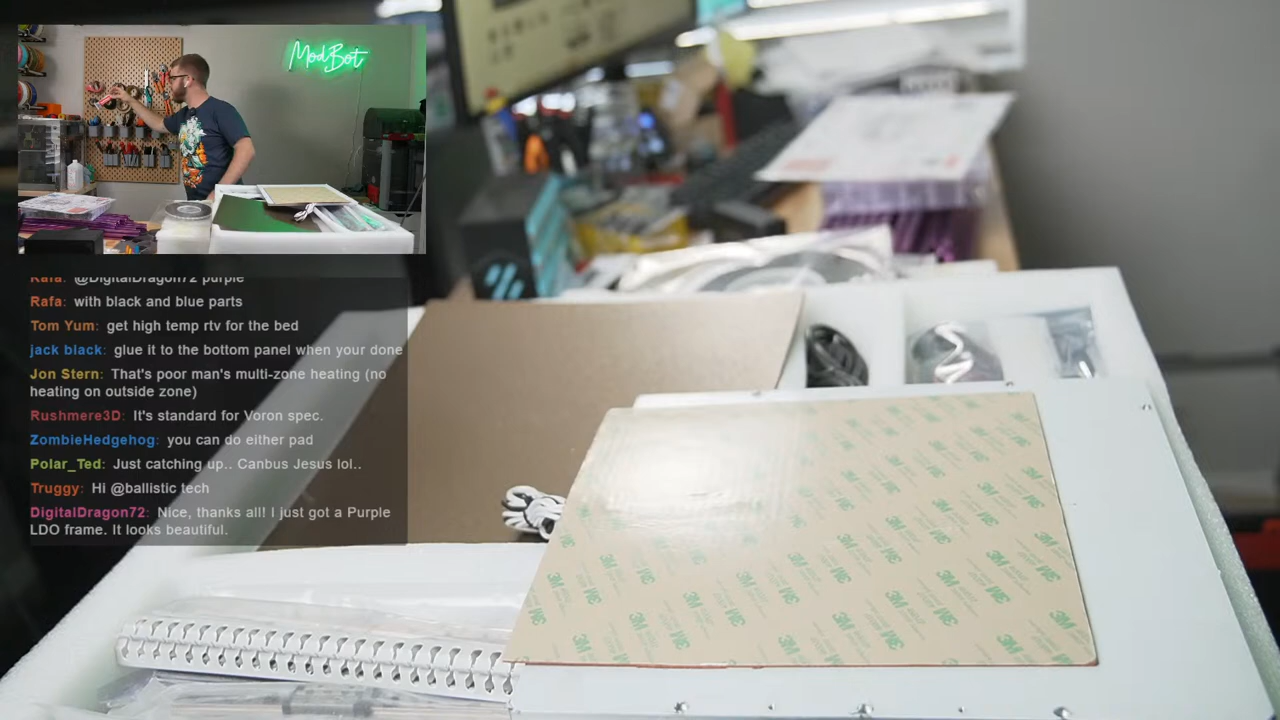 ModBot
Rafa: @DigitalDragon72 purple
Rafa: with black and blue parts
Tom Yum: get high temp rtv for the bed
jack black: glue it to the bottom panel when your done
Jon Stern: That's poor man's multi-zone heating (no
heating on outside zone)
Rushmere3D: It's standard for Voron spec.
ZombieHedgehog: you can do either pad
Polar_Ted: Just catching up.. Canbus Jesus lol..
Truggy: Hi @ballistic tech
DigitalDragon72: Nice, thanks all! I just got a Purple
LDO frame. It looks beautiful.
3M